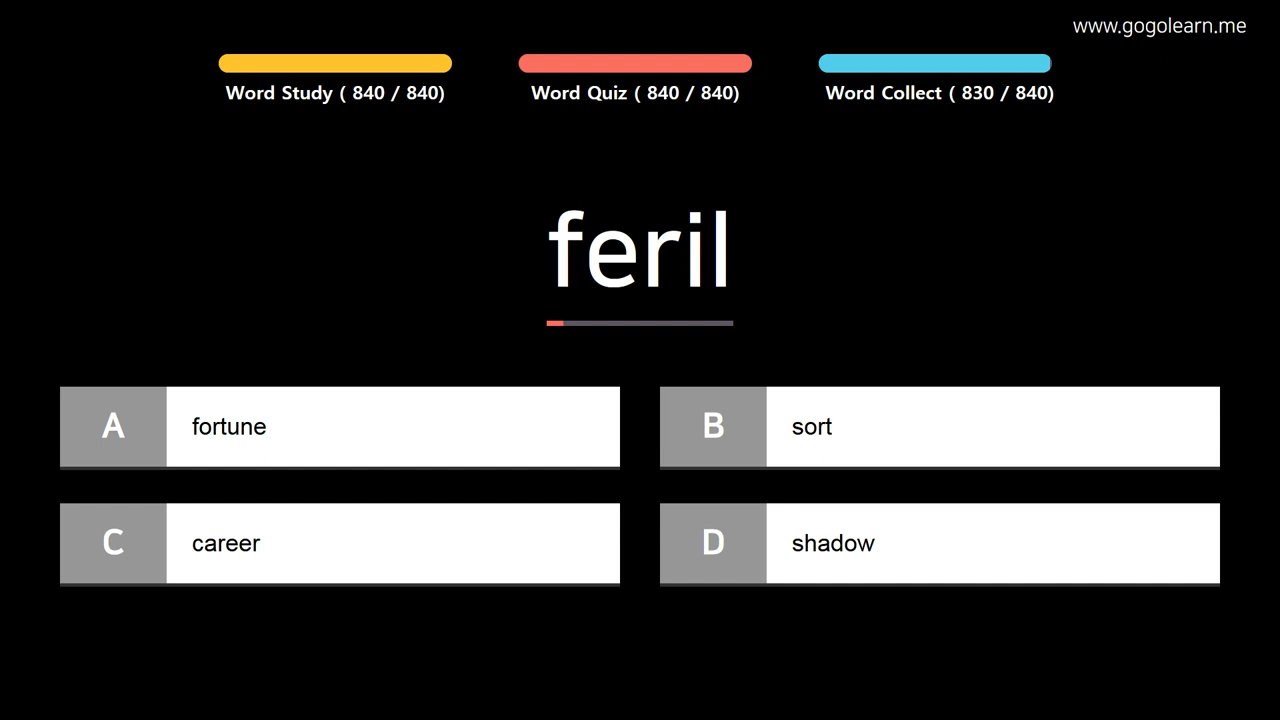 www.gogolearn.me
Word Study ( 840 / 840)
Word Quiz ( 840 / 840)
Word Collect ( 830 / 840)
feril
A fortune
B sort
C career
D shadow